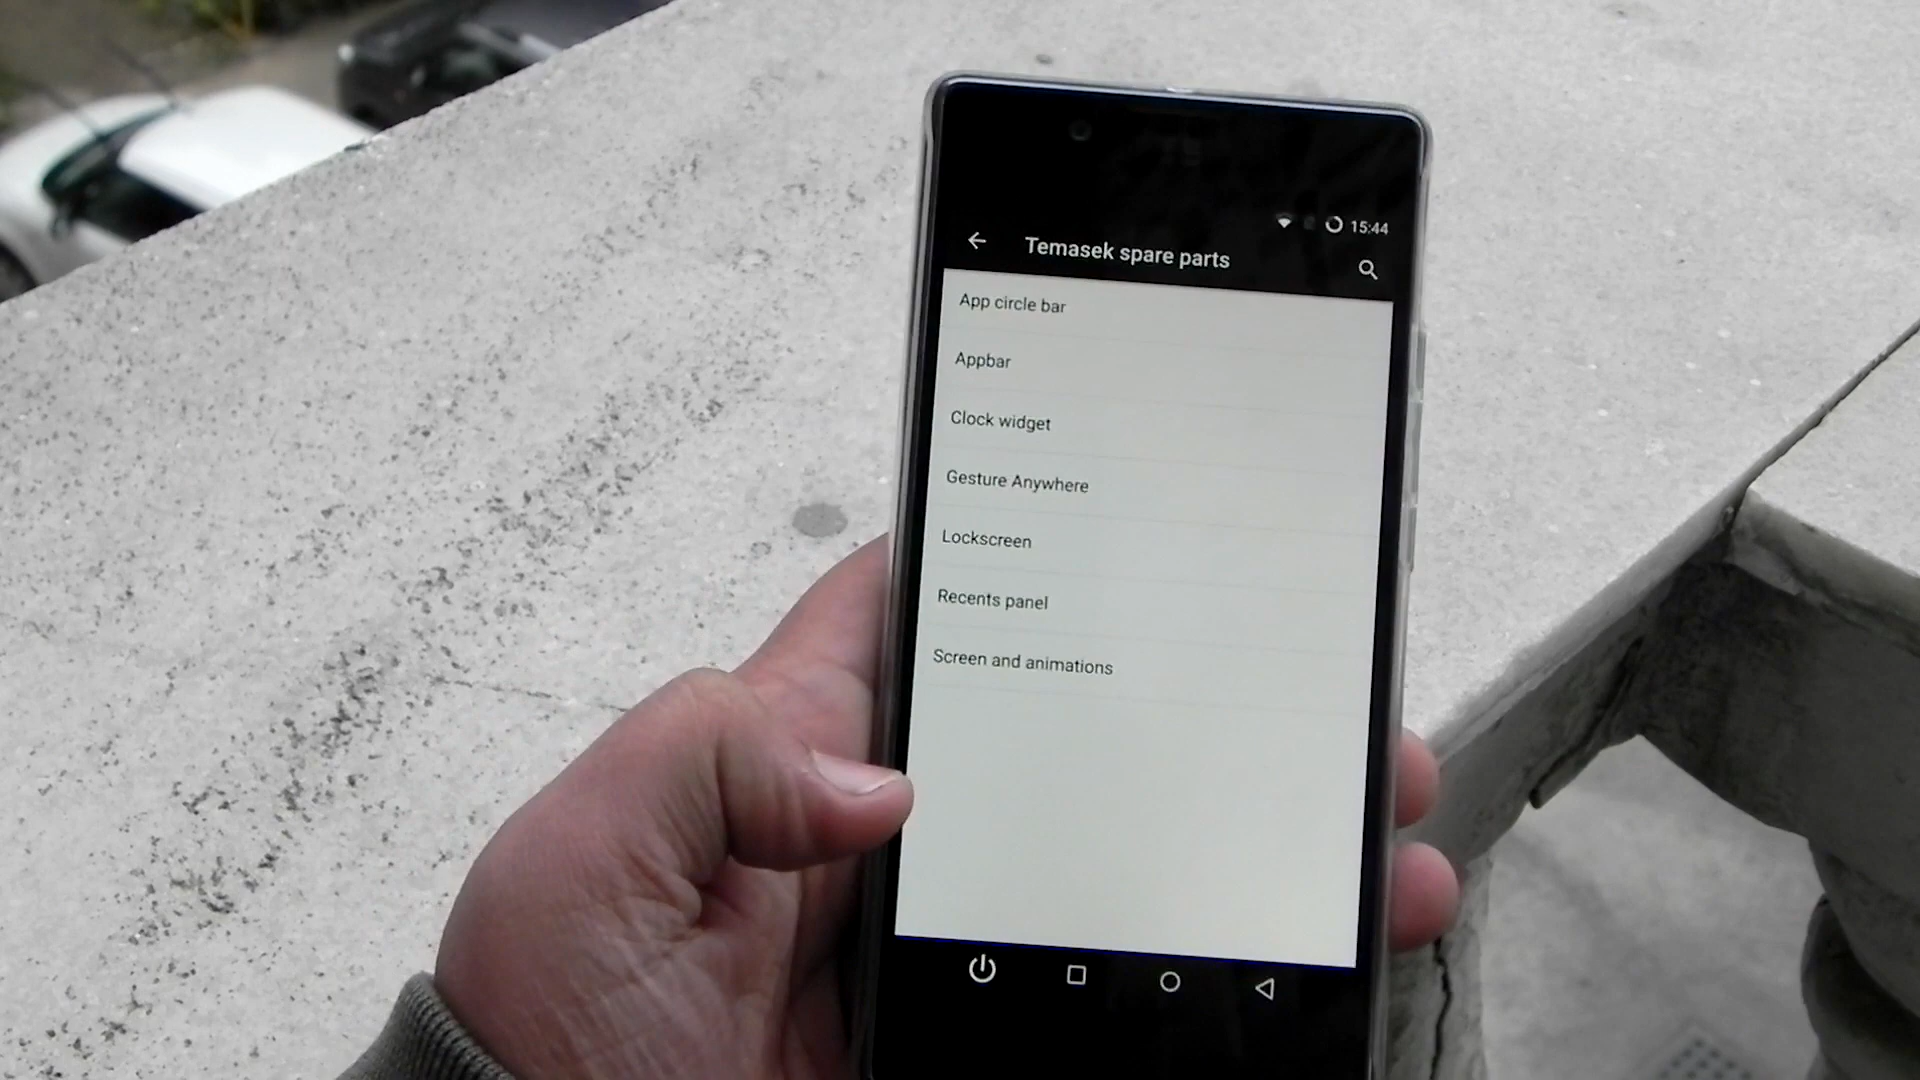 15:44
Temasek spare parts
App circle bar
Appbar
Clock widget
Gesture Anywhere
Lockscreen
Recents panel
Screen and animations